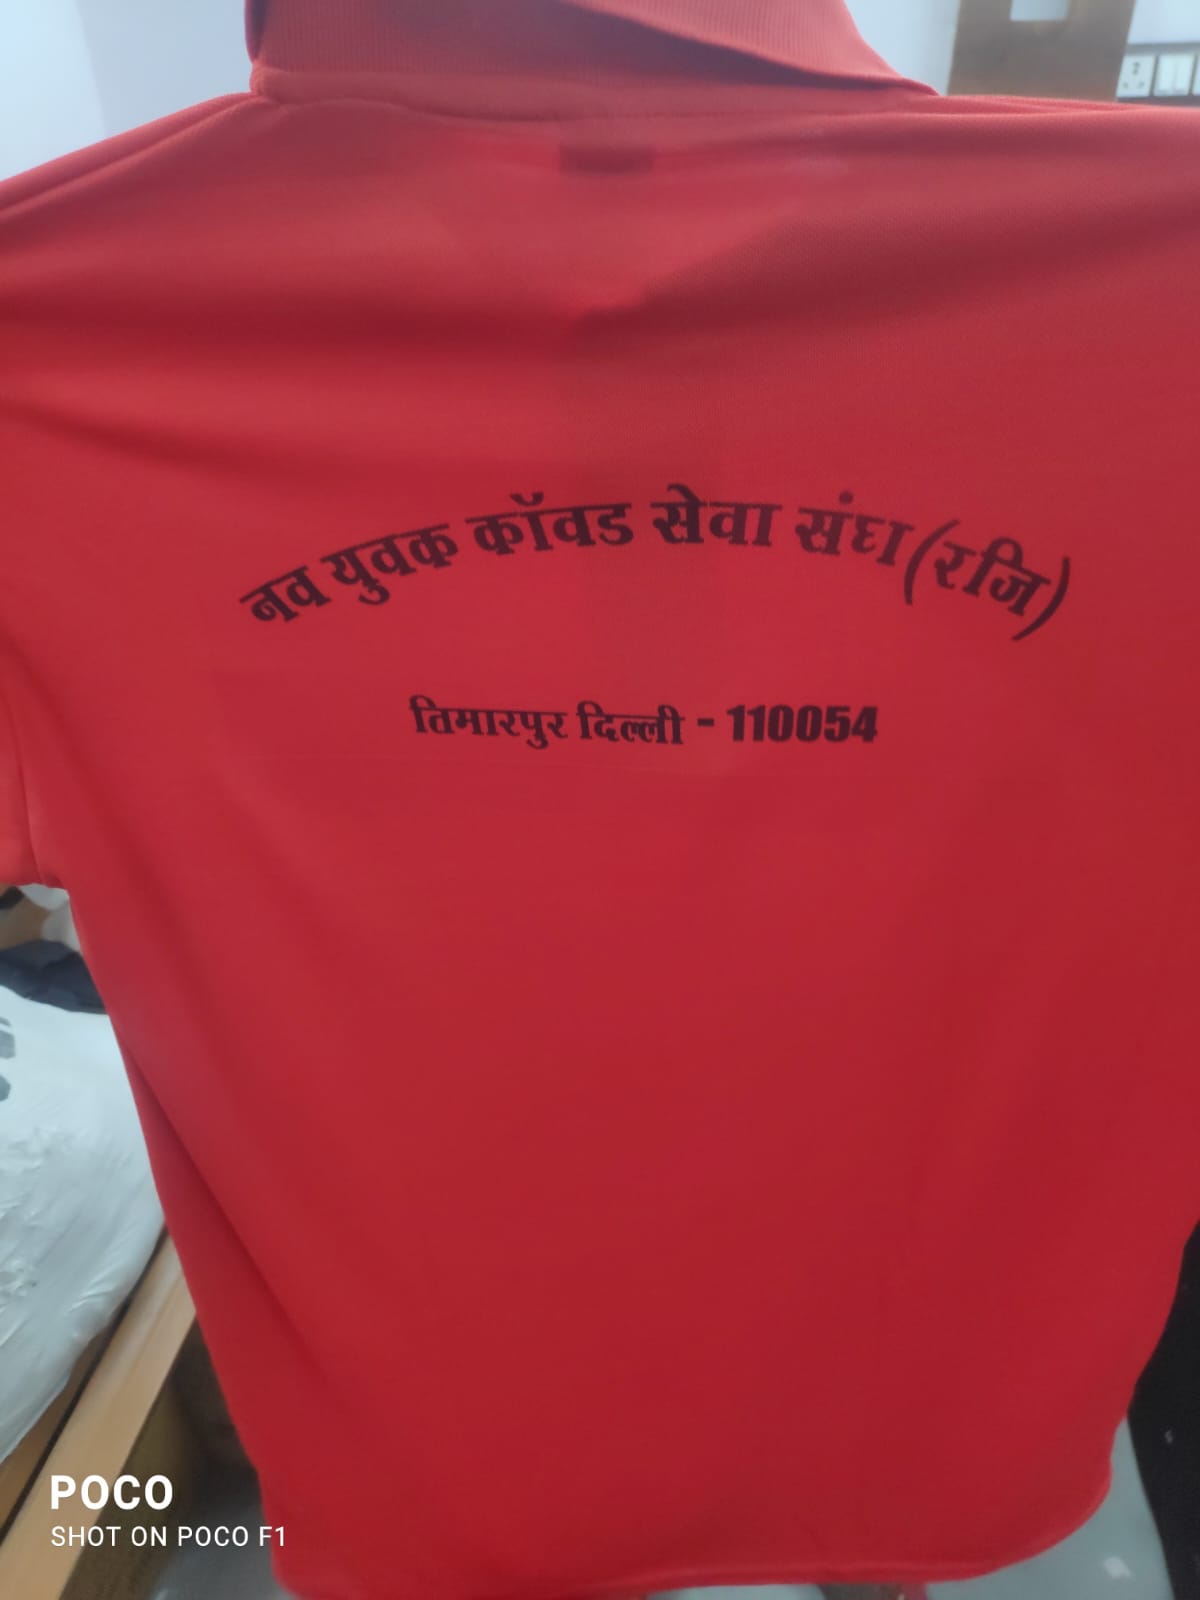 नव युवक कॉवड सेवा संघ (रजि)
तिमारपुर दिल्ली - 110054
POCO
SHOT ON POCO F1